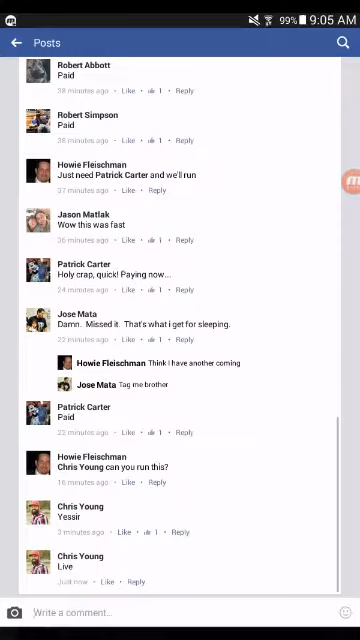 99% 9:05 AM
Posts
Robert Abbott
Paid
38 minutes ago • Like • 1 • Reply
Robert Simpson
Paid
38 minutes ago • Like • 1 • Reply
Howie Fleischman
Just need Patrick Carter and we'll run
37 minutes ago • Like • Reply
Jason Matlak
Wow this was fast
36 minutes ago • Like • 1 • Reply
Patrick Carter
Holy crap, quick! Paying now...
24 minutes ago • Like • 1 • Reply
Jose Mata
Damn. Missed it. That's what i get for sleeping.
22 minutes ago • Like • 1 • Reply
Howie Fleischman Think I have another coming
Jose Mata Tag me brother
Patrick Carter
Paid
22 minutes ago • Like • 1 • Reply
Howie Fleischman
Chris Young can you run this?
16 minutes ago • Like • Reply
Chris Young
Yessir
3 minutes ago • Like • 1 • Reply
Chris Young
Live
Just now • Like • Reply
Write a comment...